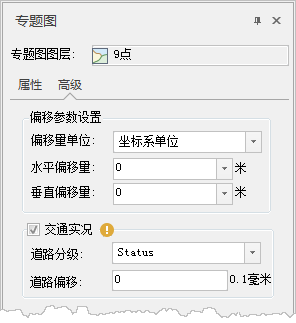 专题图
专题图图层: 9点
属性 高级
偏移参数设置
偏移量单位: 坐标系单位
水平偏移量: 0 米
垂直偏移量: 0 米
交通实况
道路分级: Status
道路偏移: 0 0.1毫米